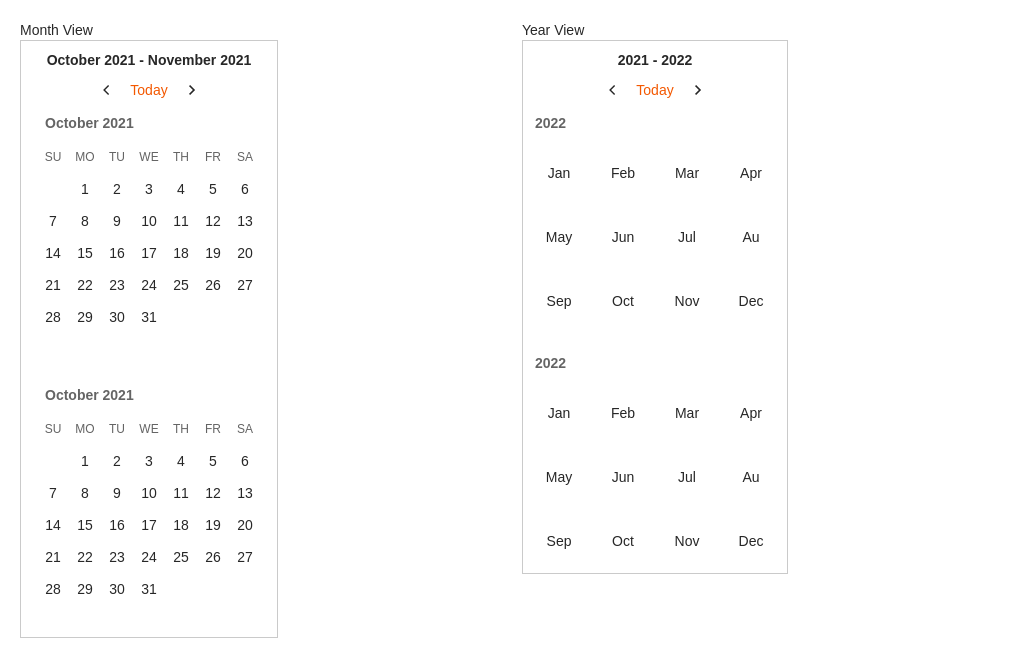 Month View
October 2021 - November 2021
Today
October 2021
SU MO TU WE TH FR SA
1 2 3 4 5 6
7 8 9 10 11 12 13
14 15 16 17 18 19 20
21 22 23 24 25 26 27
28 29 30 31
October 2021
SU MO TU WE TH FR SA
1 2 3 4 5 6
7 8 9 10 11 12 13
14 15 16 17 18 19 20
21 22 23 24 25 26 27
28 29 30 31
Year View
2021 - 2022
Today
2022
Jan Feb Mar Apr
May Jun Jul Au
Sep Oct Nov Dec
2022
Jan Feb Mar Apr
May Jun Jul Au
Sep Oct Nov Dec